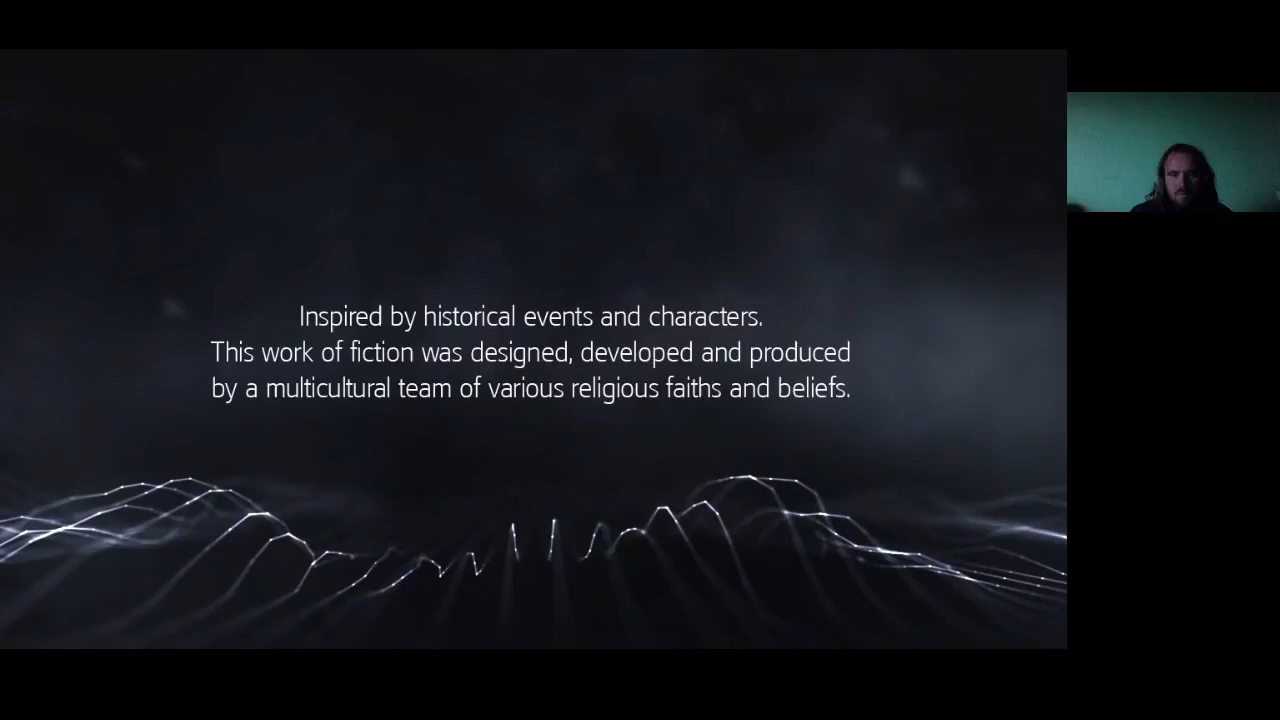 Inspired by historical events and characters.
This work of fiction was designed, developed and produced
by a multicultural team of various religious faiths and beliefs.